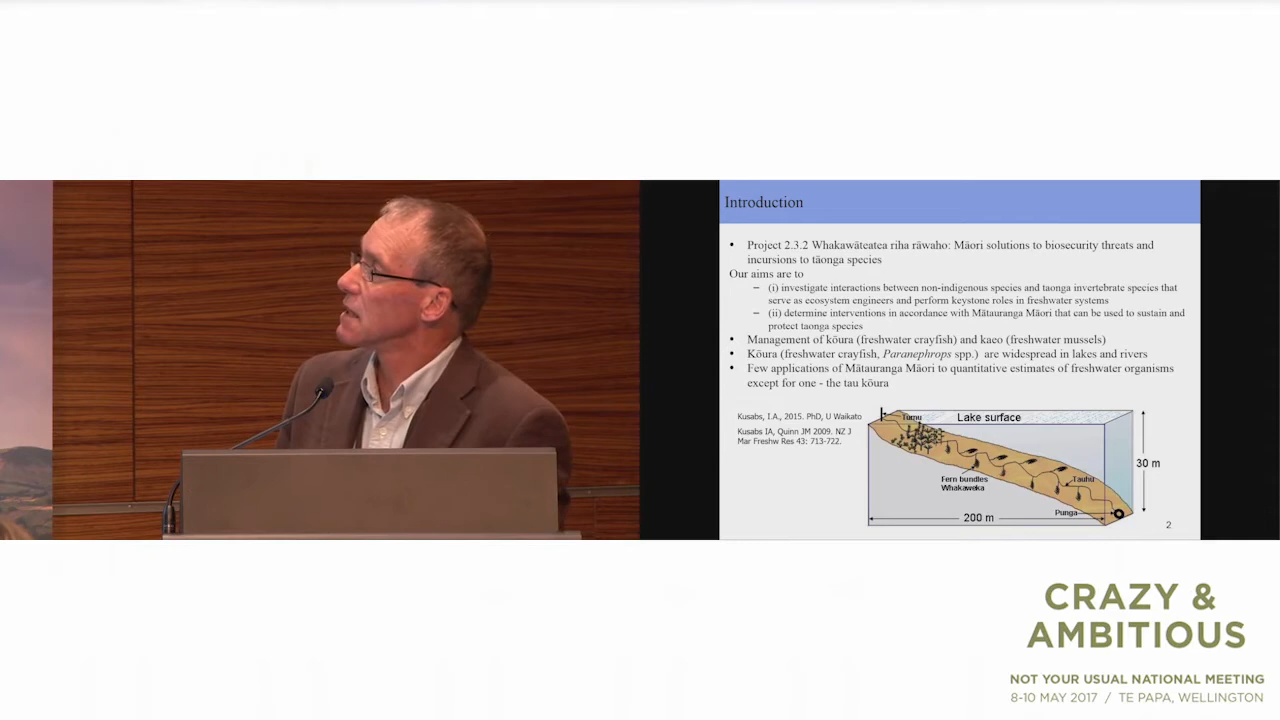 Introduction
• Project 2.3.2 Whakawāteatea riha rāwaho: Māori solutions to biosecurity threats and
incursions to tāonga species
Our aims are to
– (i) investigate interactions between non-indigenous species and taonga invertebrate species that
serve as ecosystem engineers and perform keystone roles in freshwater systems
– (ii) determine interventions in accordance with Mātauranga Māori that can be used to sustain and
protect taonga species
• Management of kōura (freshwater crayfish) and kaeo (freshwater mussels)
• Kōura (freshwater crayfish, Paranephrops spp.) are widespread in lakes and rivers
• Few applications of Mātauranga Māori to quantitative estimates of freshwater organisms
except for one - the tau kōura
Kusabs, I.A., 2015. PhD, U Waikato
Kusabs IA, Quinn JM 2009. NZ J
Mar Freshw Res 43: 713-722.
Tumu
Lake surface
30 m
Fern bundles
Whakaweka
Tauhu
Punga
200 m
2
CRAZY &
AMBITIOUS
NOT YOUR USUAL NATIONAL MEETING
8-10 MAY 2017 / TE PAPA, WELLINGTON